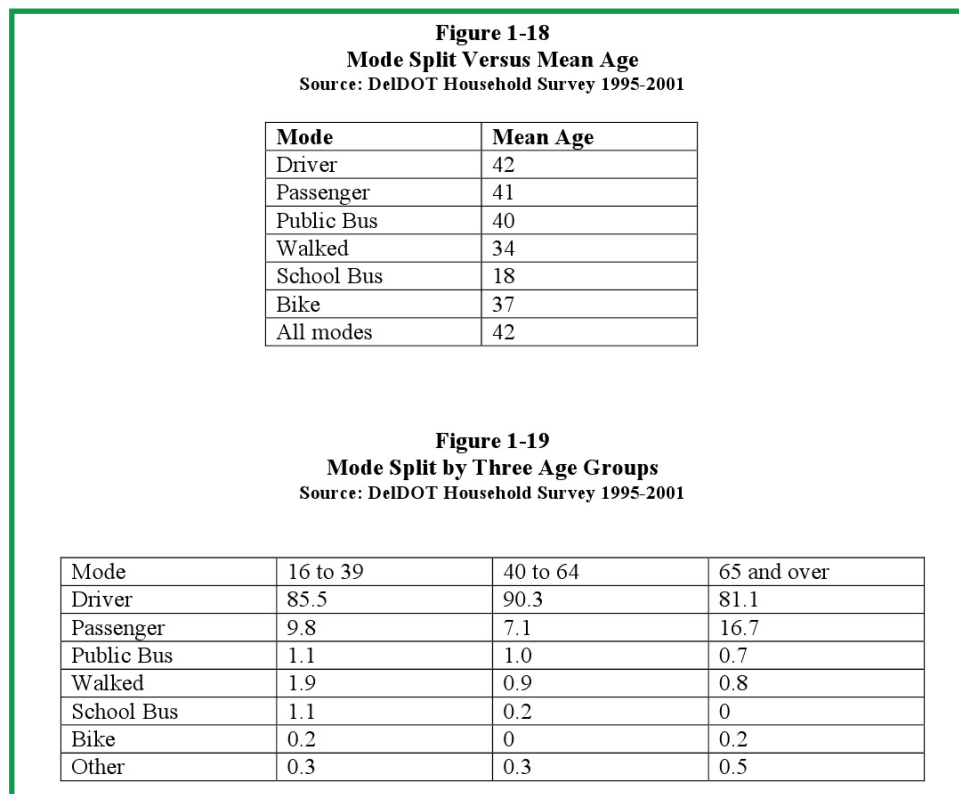 Figure 1-18
Mode Split Versus Mean Age
Source: DelDOT Household Survey 1995-2001
Mode Mean Age
Driver 42
Passenger 41
Public Bus 40
Walked 34
School Bus 18
Bike 37
All modes 42
Figure 1-19
Mode Split by Three Age Groups
Source: DelDOT Household Survey 1995-2001
Mode 16 to 39 40 to 64 65 and over
Driver 85.5 90.3 81.1
Passenger 9.8 7.1 16.7
Public Bus 1.1 1.0 0.7
Walked 1.9 0.9 0.8
School Bus 1.1 0.2 0
Bike 0.2 0 0.2
Other 0.3 0.3 0.5